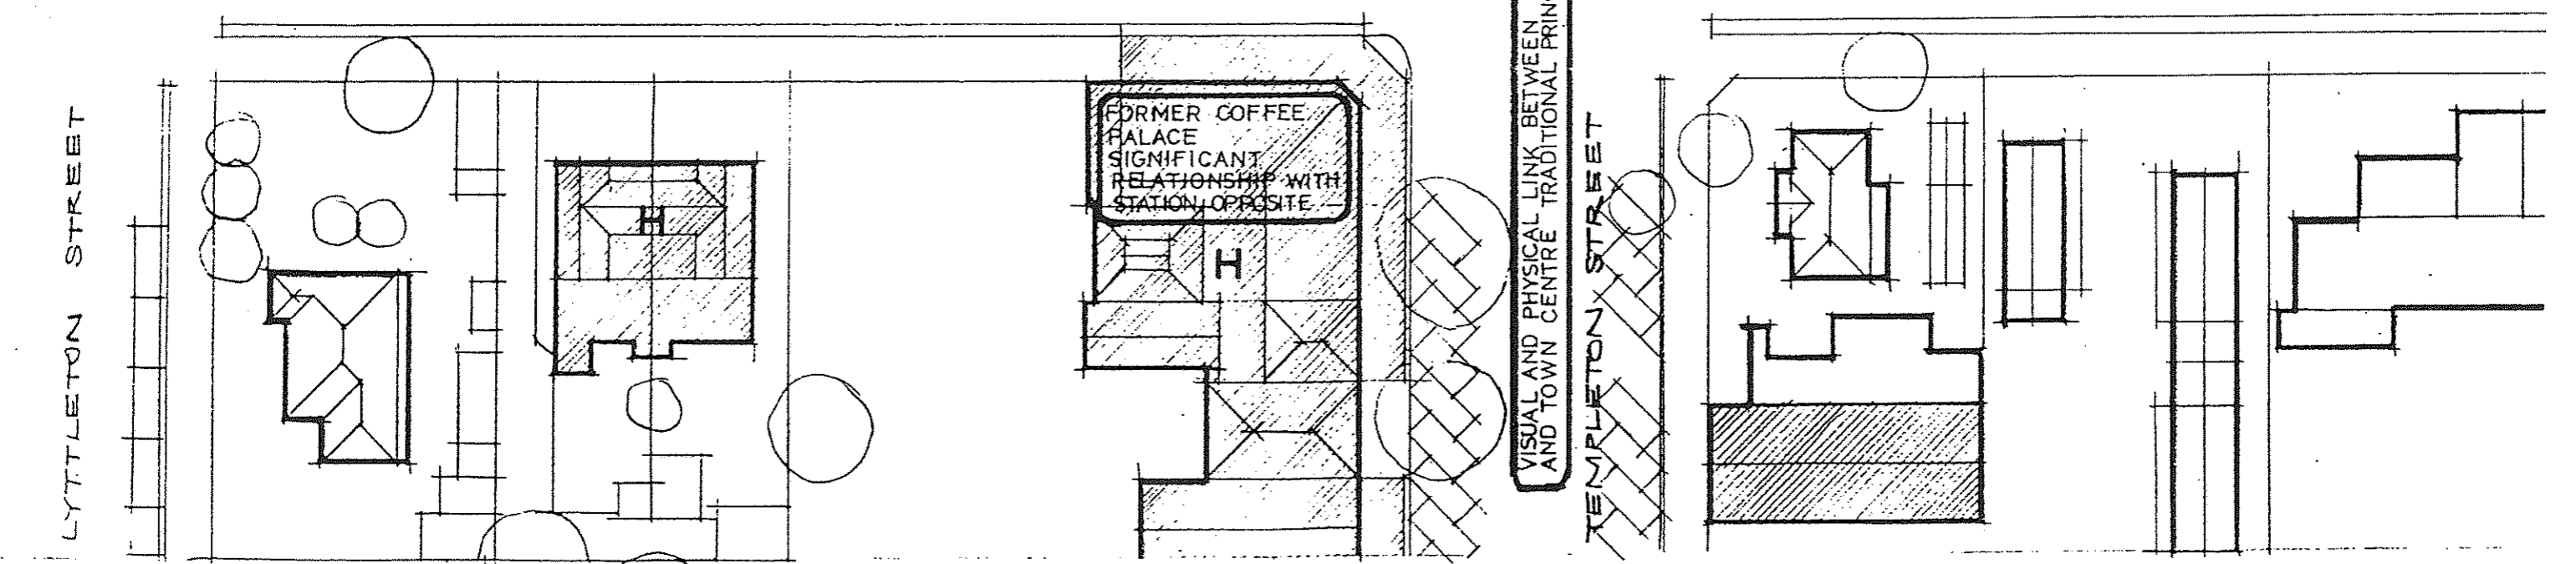 LYTTLETON STREET
H
FORMER COFFEE
PALACE
SIGNIFICANT
RELATIONSHIP WITH
STATION OPPOSITE
H
VISUAL AND PHYSICAL LINK BETWEEN
AND TOWN CENTRE TRADITIONAL
TEMPLETON STREET